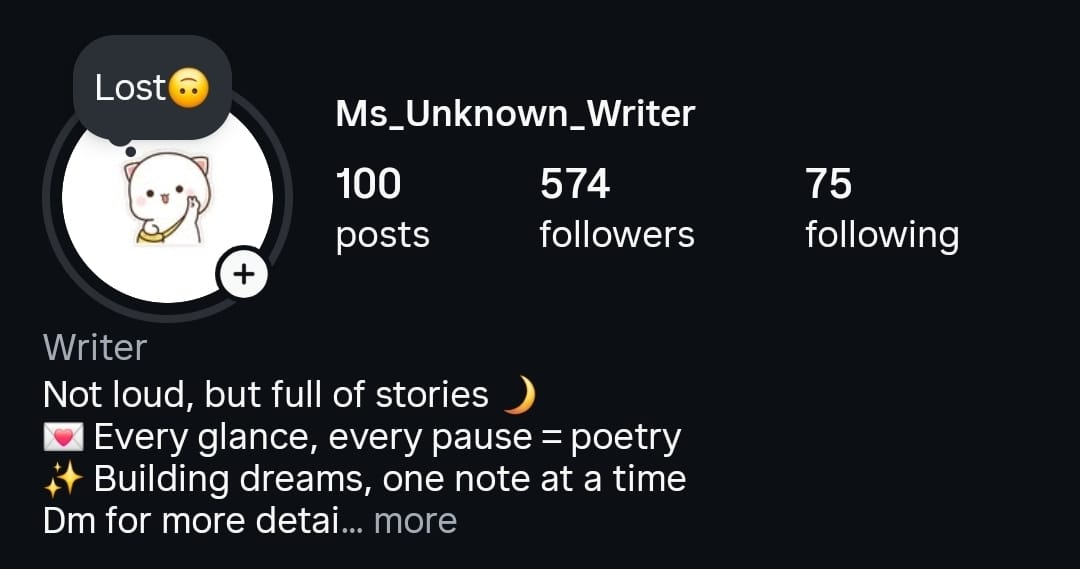 Lost🙃
Ms_Unknown_Writer
100 574 75
posts followers following
Writer
Not loud, but full of stories 🌙
💌 Every glance, every pause = poetry
✨ Building dreams, one note at a time
Dm for more detai... more